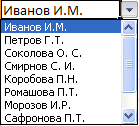 Иванов И.М.
Иванов И.М.
Петров Г.Т.
Соколова О. С.
Смирнов С. И.
Коробова П.Н.
Ромашова П.Т.
Морозов И.Р.
Сафронова П.Т.